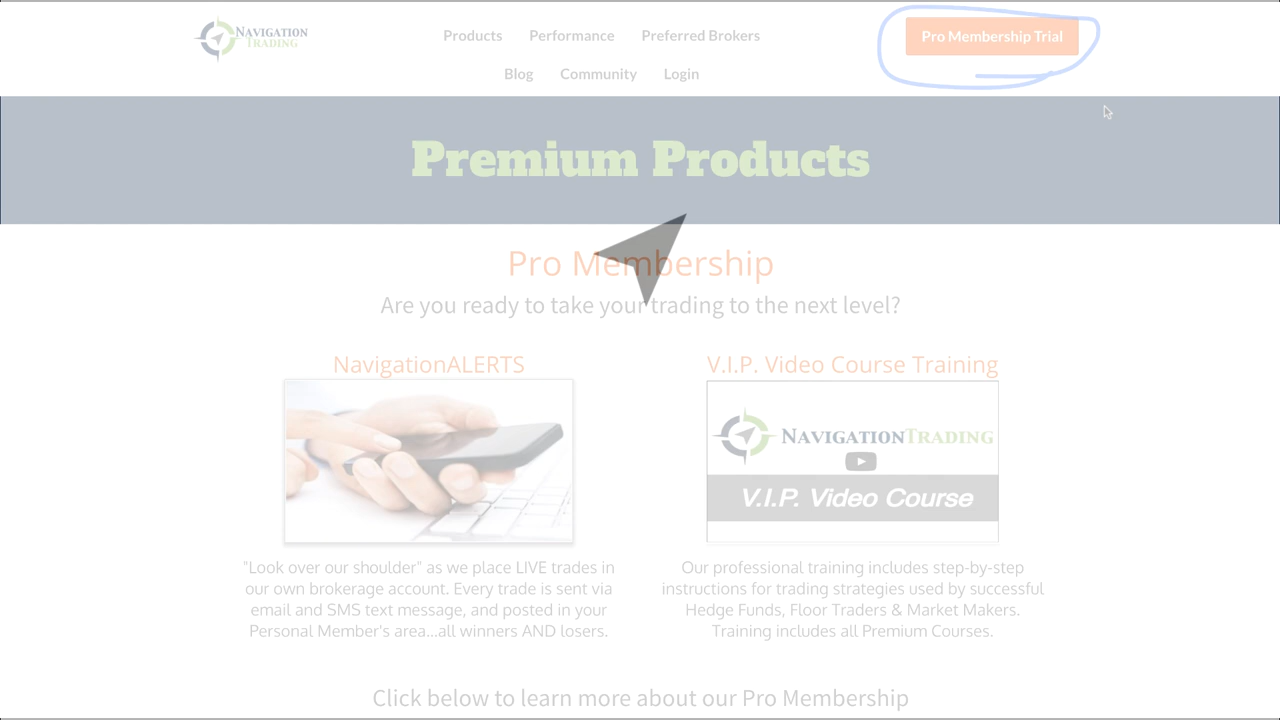 NAVIGATION
TRADING
Products Performance Preferred Brokers
Pro Membership Trial
Blog Community Login
Premium Products
Pro Membership
Are you ready to take your trading to the next level?
NavigationALERTS
"Look over our shoulder" as we place LIVE trades in
our own brokerage account. Every trade is sent via
email and SMS text message, and posted in your
Personal Member's area...all winners AND losers.
V.I.P. Video Course Training
NAVIGATIONTRADING
V.I.P. Video Course
Our professional training includes step-by-step
instructions for trading strategies used by successful
Hedge Funds, Floor Traders & Market Makers.
Training includes all Premium Courses.
Click below to learn more about our Pro Membership